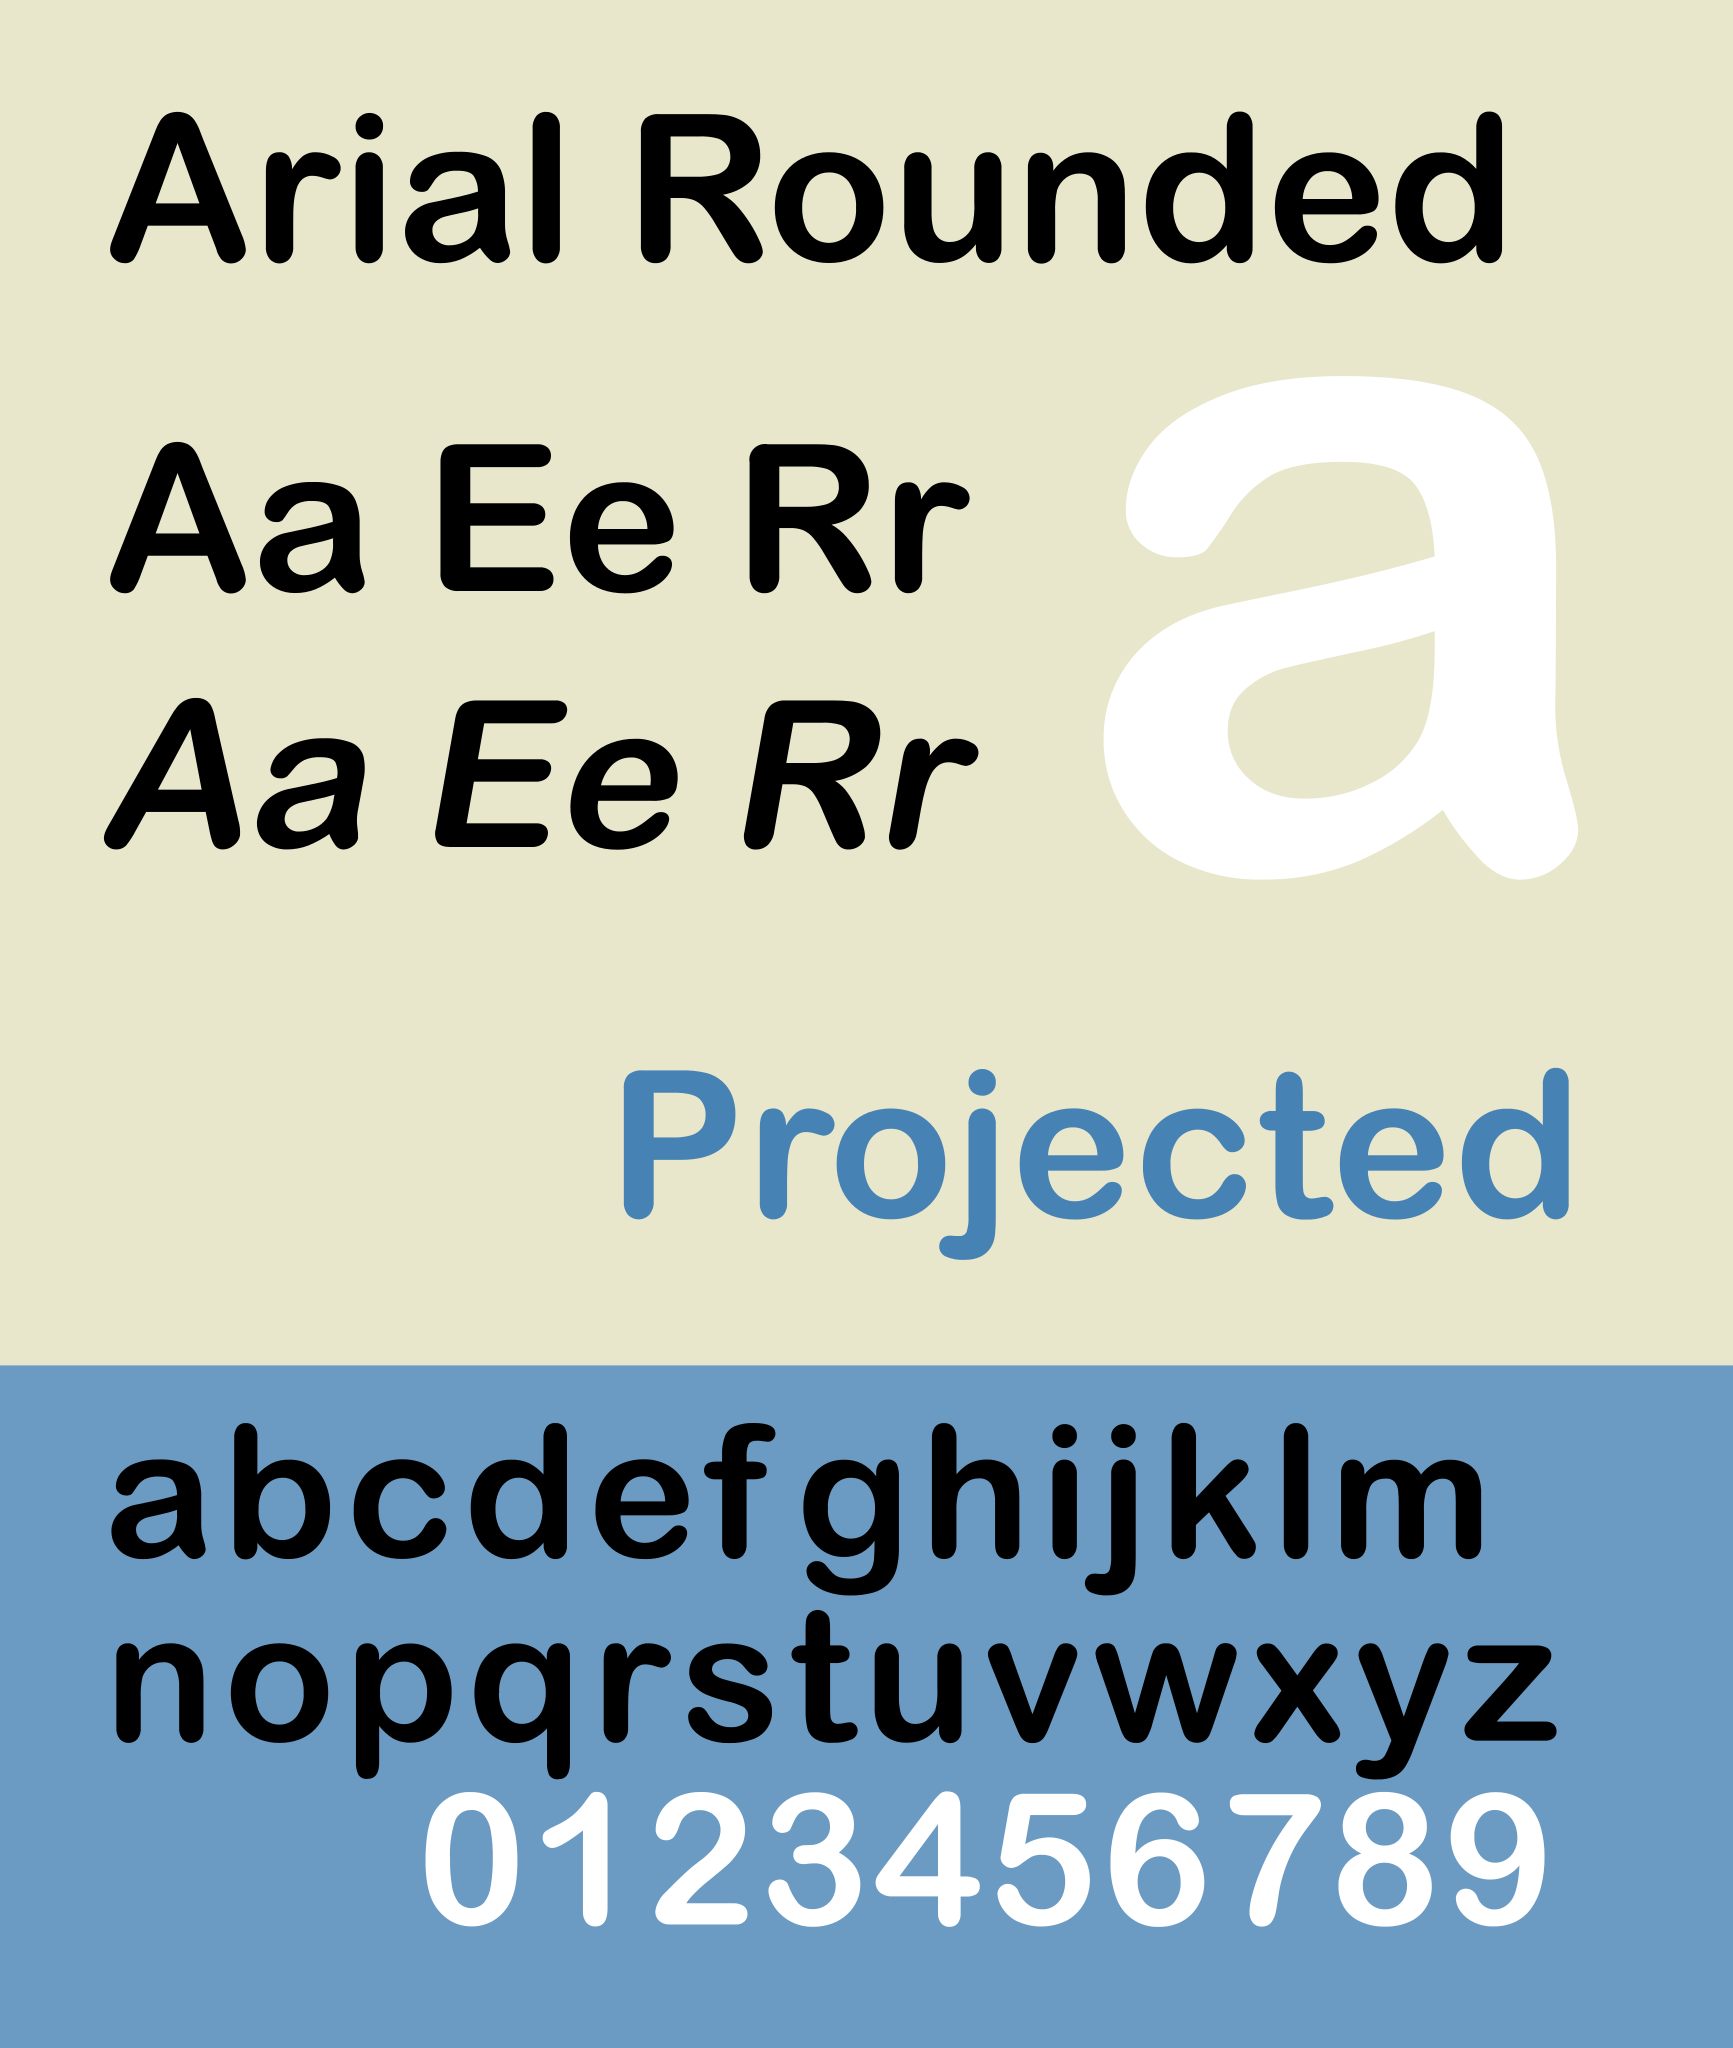 Arial Rounded
Aa Ee Rr
Aa Ee Rr
a
Projected
abcdefghijklm
nopqrstuvwxyz
0123456789